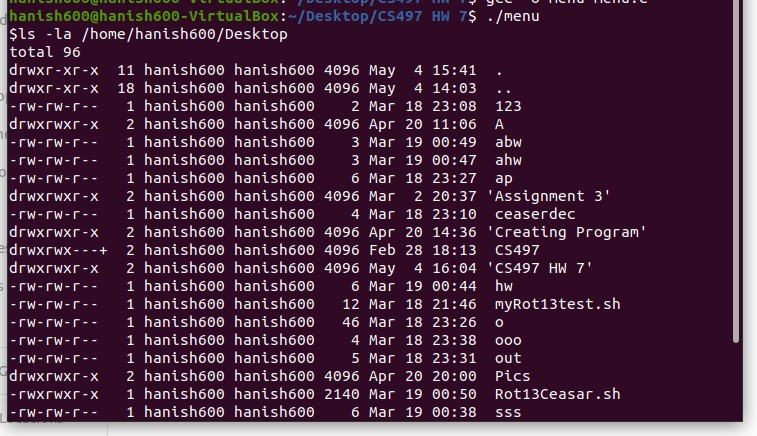 hanish600@hanish600-VirtualBox:~/Desktop/CS497 HW 7$ gcc -o menu menu.c
hanish600@hanish600-VirtualBox:~/Desktop/CS497 HW 7$ ./menu
$ls -la /home/hanish600/Desktop
total 96
drwxr-xr-x  11 hanish600 hanish600 4096 May  4 15:41  .
drwxr-xr-x  18 hanish600 hanish600 4096 May  4 14:03  ..
-rw-rw-r--   1 hanish600 hanish600    2 Mar 18 23:08  123
drwxrwxr-x   2 hanish600 hanish600 4096 Apr 20 11:06  A
-rw-rw-r--   1 hanish600 hanish600    3 Mar 19 00:49  abw
-rw-rw-r--   1 hanish600 hanish600    3 Mar 19 00:47  ahw
-rw-rw-r--   1 hanish600 hanish600    6 Mar 18 23:27  ap
drwxrwxr-x   2 hanish600 hanish600 4096 Mar  2 20:37 'Assignment 3'
-rw-rw-r--   1 hanish600 hanish600    4 Mar 18 23:10  ceaserdec
drwxrwxr-x   2 hanish600 hanish600 4096 Apr 20 14:36 'Creating Program'
drwxrwx---+  2 hanish600 hanish600 4096 Feb 28 18:13  CS497
drwxrwxr-x   2 hanish600 hanish600 4096 May  4 16:04 'CS497 HW 7'
-rw-rw-r--   1 hanish600 hanish600    6 Mar 19 00:44  hw
-rw-rw-r--   1 hanish600 hanish600   12 Mar 18 21:46  myRot13test.sh
-rw-rw-r--   1 hanish600 hanish600   46 Mar 18 23:26  o
-rw-rw-r--   1 hanish600 hanish600    4 Mar 18 23:38  ooo
-rw-rw-r--   1 hanish600 hanish600    5 Mar 18 23:31  out
drwxrwxr-x   2 hanish600 hanish600 4096 Apr 20 20:00  Pics
-rwxrwxr-x   1 hanish600 hanish600 2140 Mar 19 00:50  Rot13Ceasar.sh
-rw-rw-r--   1 hanish600 hanish600    6 Mar 19 00:38  sss